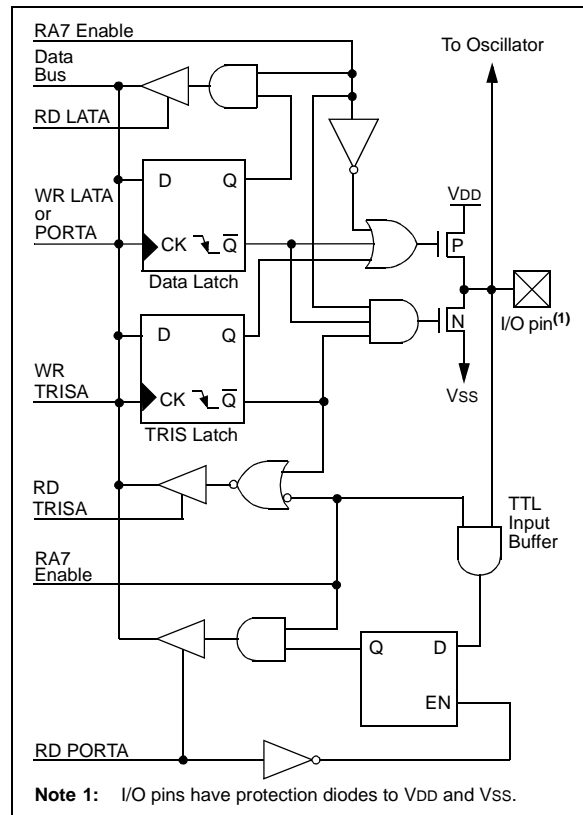 RA7 Enable
Data
Bus
To Oscillator
RD LATA
VDD
D Q
WR LATA
or
PORTA
CK Q
P
Data Latch
N
I/O pin(1)
D Q
WR
TRISA
CK Q
VSS
TRIS Latch
RD
TRISA
TTL
Input
Buffer
RA7
Enable
Q D
EN
RD PORTA
Note 1: I/O pins have protection diodes to VDD and VSS.